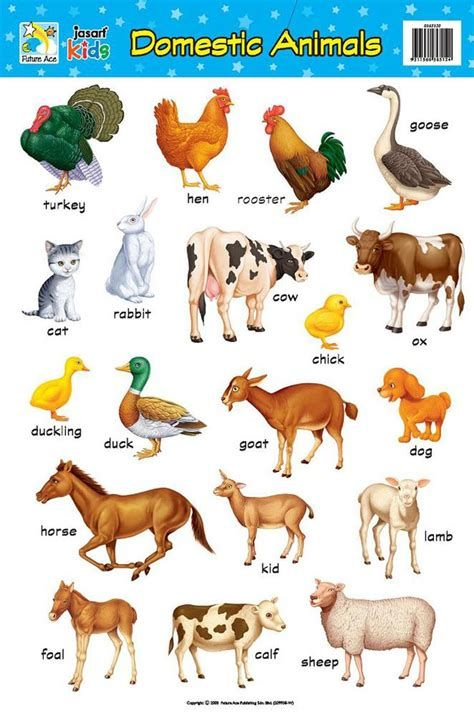 Future Ace
jasart
kids
Domestic Animals
turkey
hen
rooster
goose
cat
rabbit
cow
chick
ox
duckling
duck
goat
dog
horse
kid
lamb
foal
calf
sheep